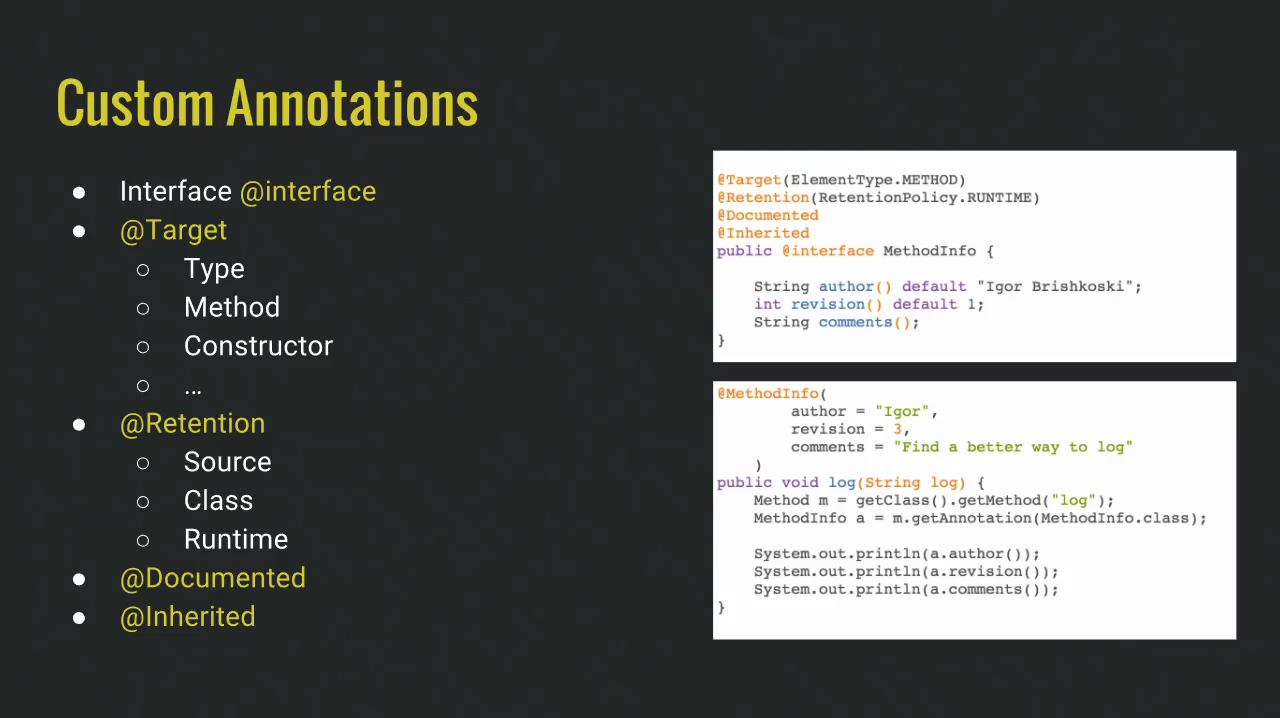 Custom Annotations
● Interface @interface
● @Target
○ Type
○ Method
○ Constructor
○ …
● @Retention
○ Source
○ Class
○ Runtime
● @Documented
● @Inherited
@Target(ElementType.METHOD)
@Retention(RetentionPolicy.RUNTIME)
@Documented
@Inherited
public @interface MethodInfo {
String author() default "Igor Brishkoski";
int revision() default 1;
String comments();
}
@MethodInfo(
author = "Igor",
revision = 3,
comments = "Find a better way to log"
)
public void log(String log) {
Method m = getClass().getMethod("log");
MethodInfo a = m.getAnnotation(MethodInfo.class);
System.out.println(a.author());
System.out.println(a.revision());
System.out.println(a.comments());
}